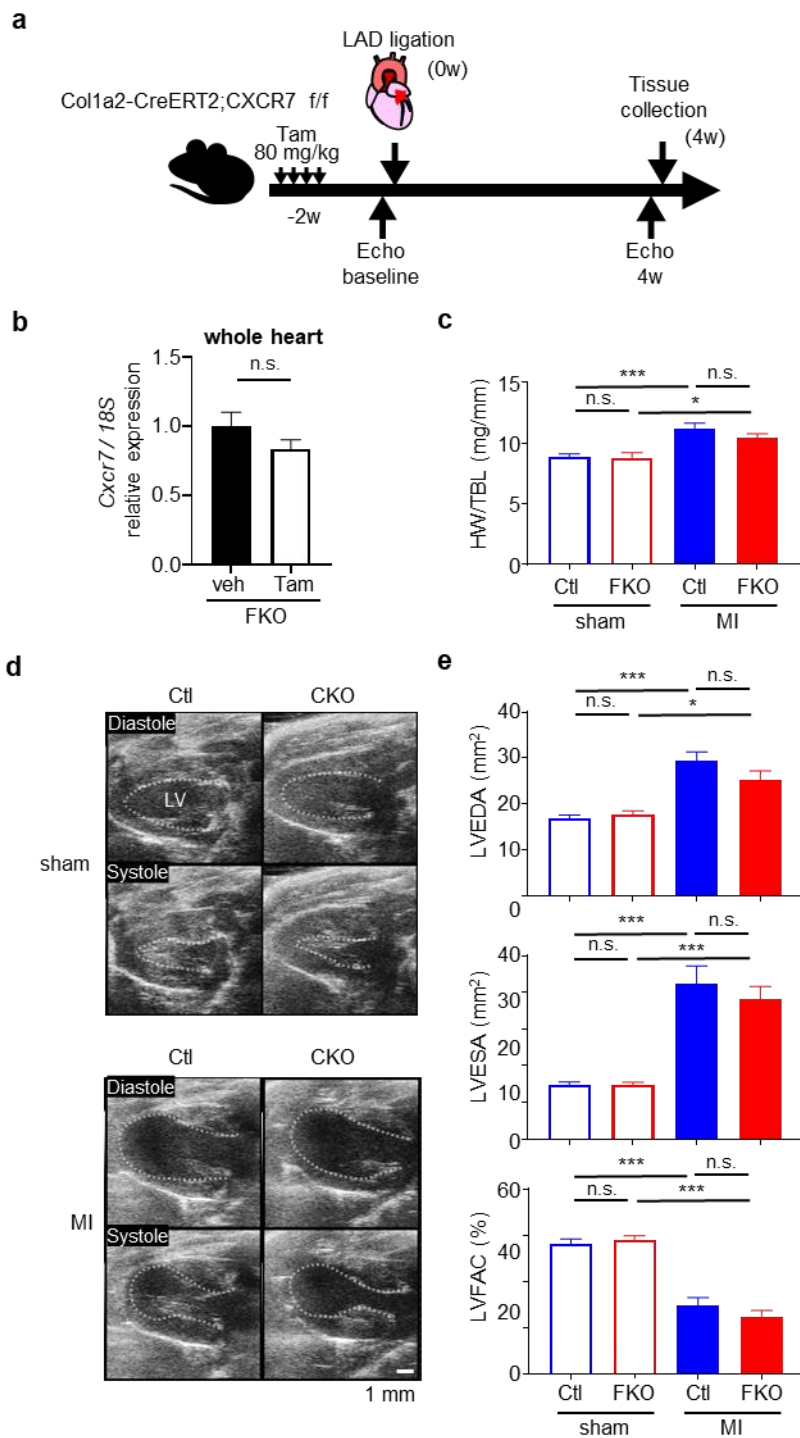 a
LAD ligation
(0w)
Col1a2-CreERT2;CXCR7 f/f
Tam
80 mg/kg
Tissue
collection
(4w)
-2w
Echo
baseline
Echo
4w
b
whole heart
n.s.
1.5
1.0
0.5
0.0
Cxcr7 / 18S
relative expression
veh Tam
FKO
c
*** n.s.
n.s. *
15
10
5
0
HW/TBL (mg/mm)
Ctl FKO Ctl FKO
sham MI
d
Ctl CKO
Diastole
LV
sham
Systole
Ctl CKO
Diastole
MI
Systole
1 mm
e
*** n.s.
n.s. *
40
30
20
10
0
LVEDA (mm²)
*** n.s.
n.s. ***
40
30
20
10
0
LVESA (mm²)
*** n.s.
n.s. ***
60
40
20
0
LVFAC (%)
Ctl FKO Ctl FKO
sham MI